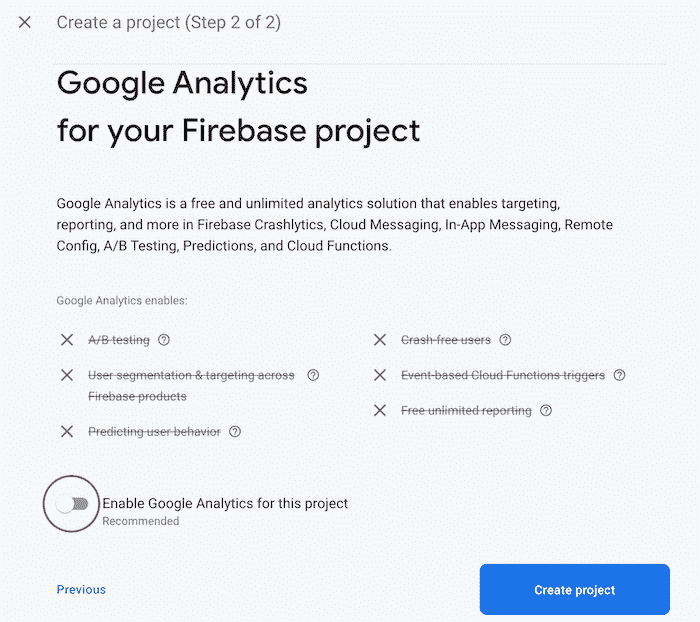 Create a project (Step 2 of 2)
Google Analytics
for your Firebase project
Google Analytics is a free and unlimited analytics solution that enables targeting,
reporting, and more in Firebase Crashlytics, Cloud Messaging, In-App Messaging, Remote
Config, A/B Testing, Predictions, and Cloud Functions.
Google Analytics enables:
A/B testing
User segmentation & targeting across
Firebase products
Predicting user behavior
Crash-free users
Event-based Cloud Functions triggers
Free unlimited reporting
Enable Google Analytics for this project
Recommended
Previous
Create project